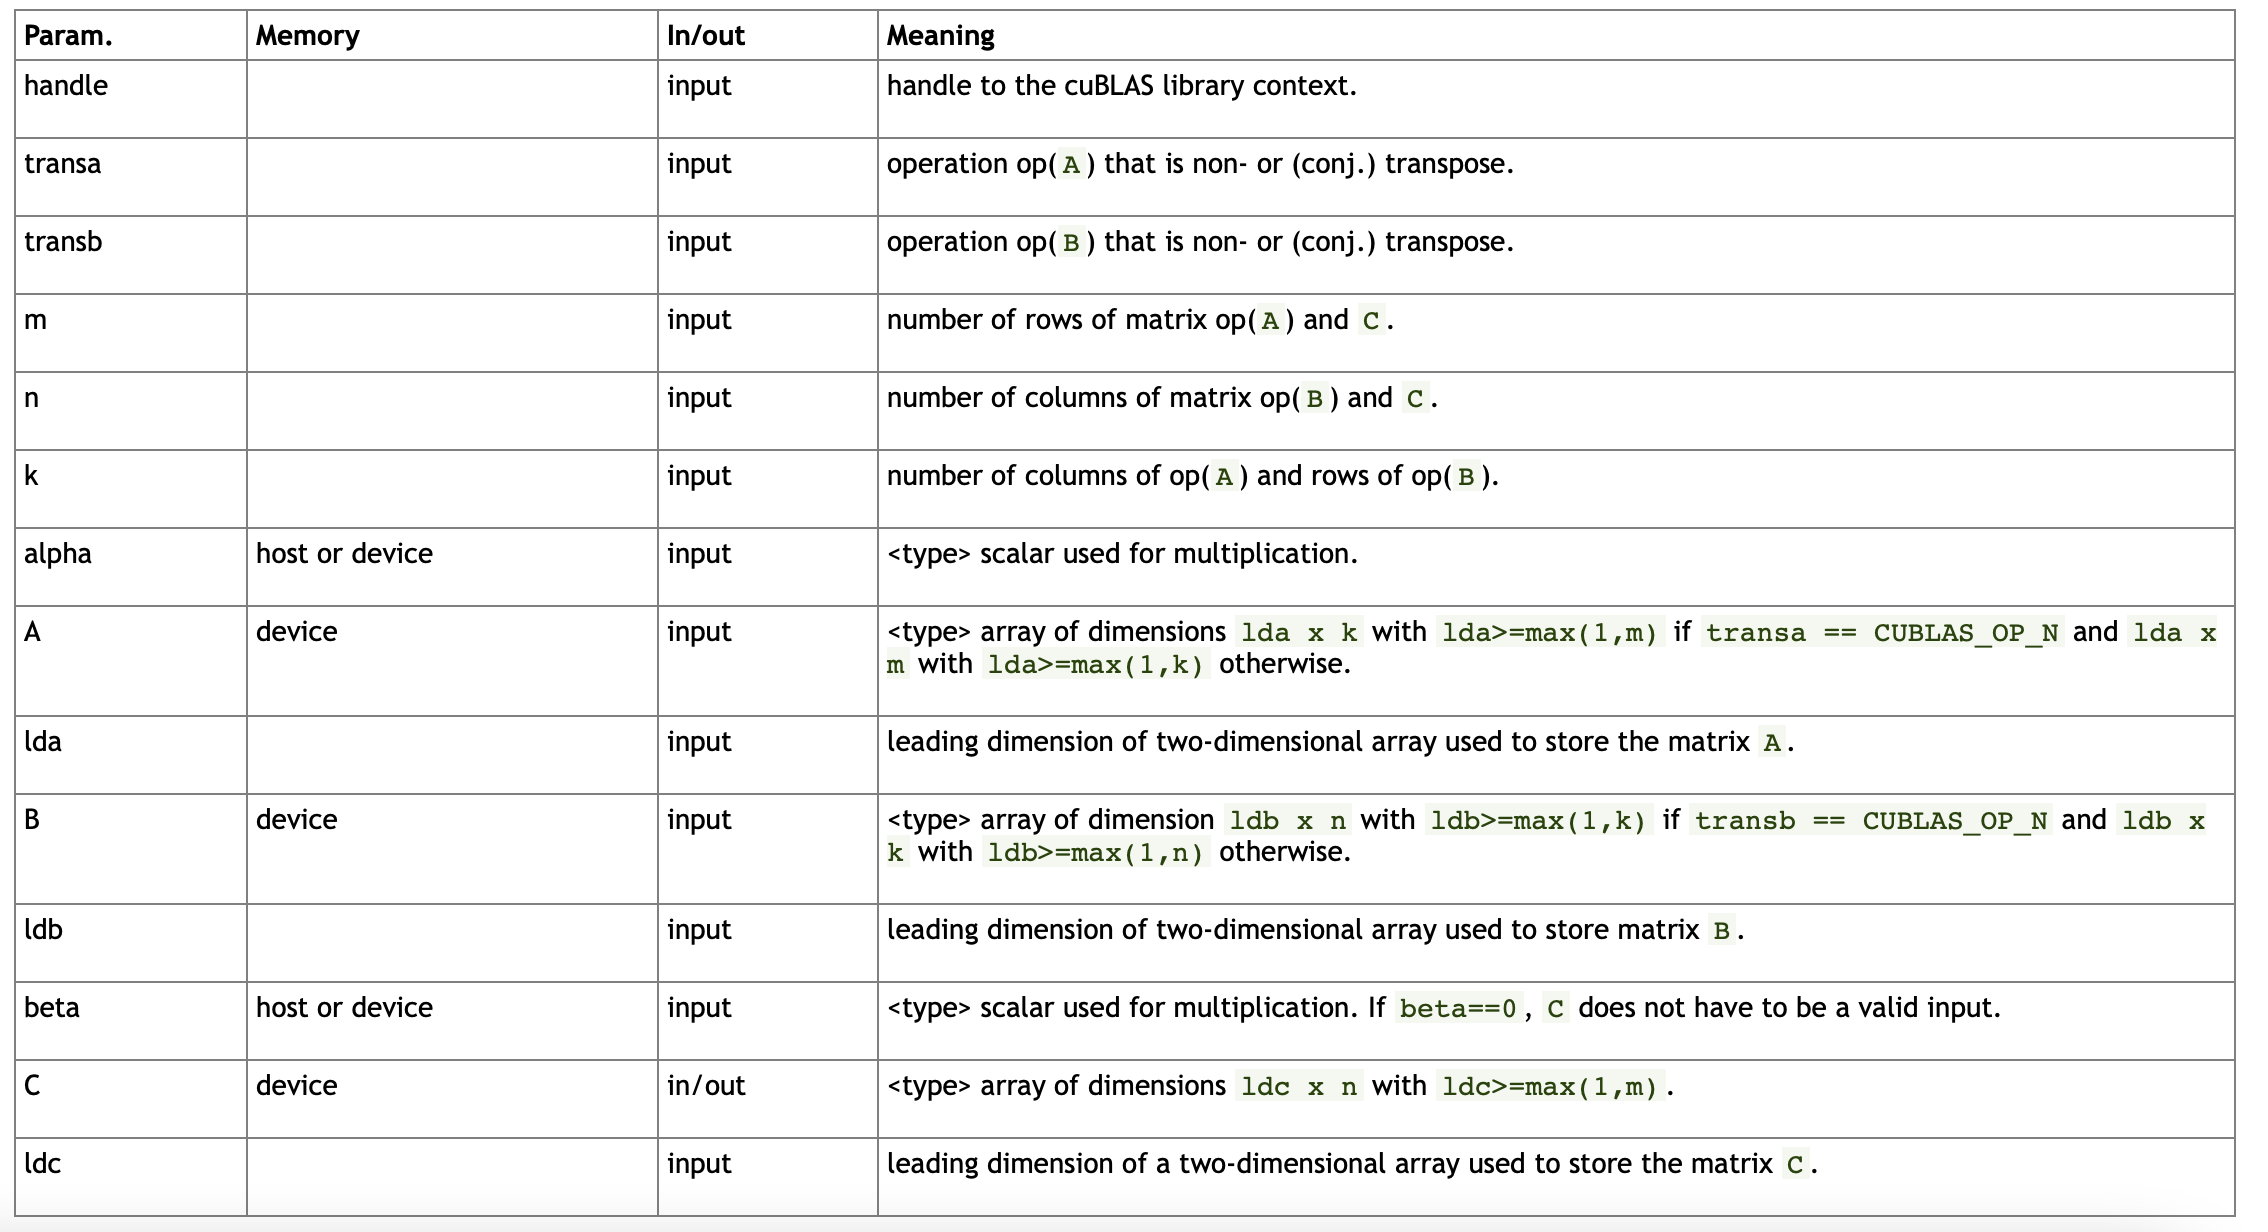 Param. Memory In/out Meaning
handle input handle to the cuBLAS library context.
transa input operation op(A) that is non- or (conj.) transpose.
transb input operation op(B) that is non- or (conj.) transpose.
m input number of rows of matrix op(A) and C.
n input number of columns of matrix op(B) and C.
k input number of columns of op(A) and rows of op(B).
alpha host or device input <type> scalar used for multiplication.
A device input <type> array of dimensions lda x k with lda>=max(1,m) if transa == CUBLAS_OP_N and lda x
m with lda>=max(1,k) otherwise.
lda input leading dimension of two-dimensional array used to store the matrix A.
B device input <type> array of dimension ldb x n with ldb>=max(1,k) if transb == CUBLAS_OP_N and ldb x
k with ldb>=max(1,n) otherwise.
ldb input leading dimension of two-dimensional array used to store matrix B.
beta host or device input <type> scalar used for multiplication. If beta==0, C does not have to be a valid input.
C device in/out <type> array of dimensions ldc x n with ldc>=max(1,m).
ldc input leading dimension of a two-dimensional array used to store the matrix C.